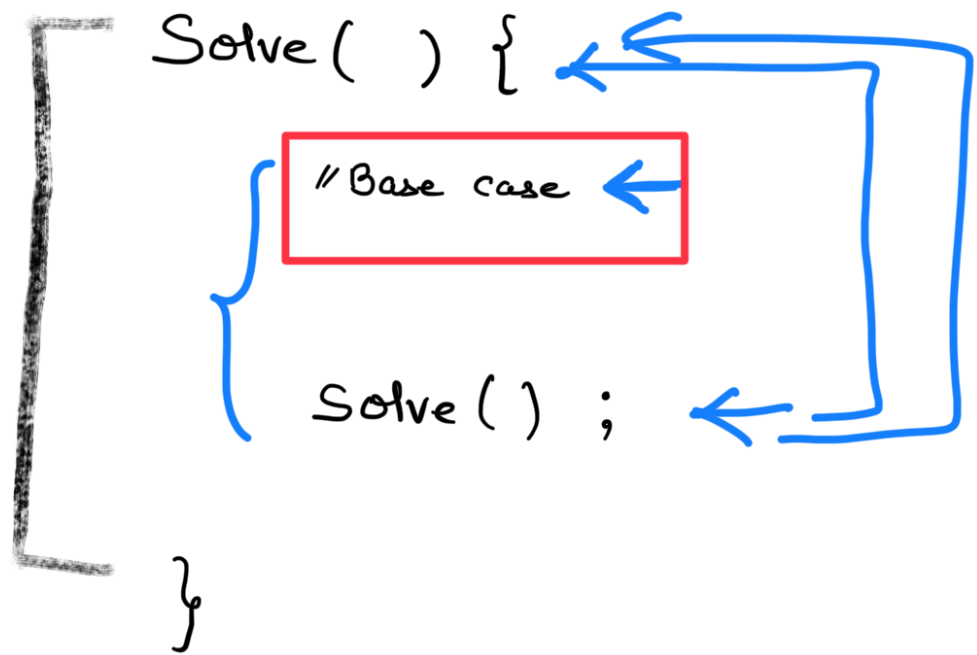 Solve ( ) {
// Base case
Solve ( ) ;
}